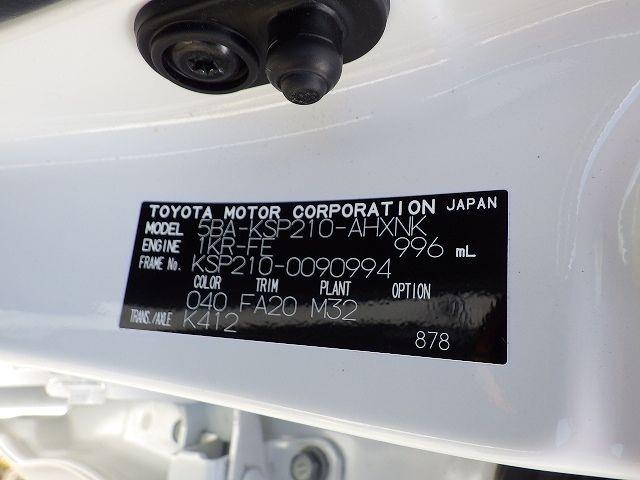 TOYOTA MOTOR CORPORATION JAPAN
MODEL 5BA-KSP210-AHXNK
ENGINE 1KR-FE 996 mL
FRAME No. KSP210-0090994
COLOR TRIM PLANT OPTION
040 FA20 M32
TRANS./AXLE K412
878